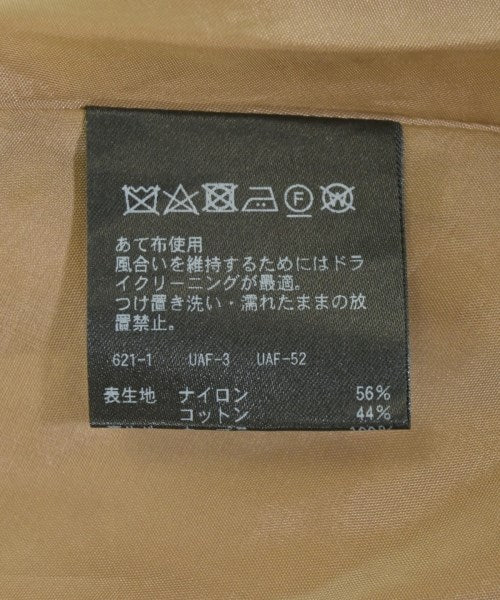 F W
あて布使用
風合いを維持するためにはドラ
イクリーニングが最適。
つけ置き洗い・濡れたままの放
置禁止。
621-1 UAF-3 UAF-52
表生地 ナイロン 56%
コットン 44%
100%